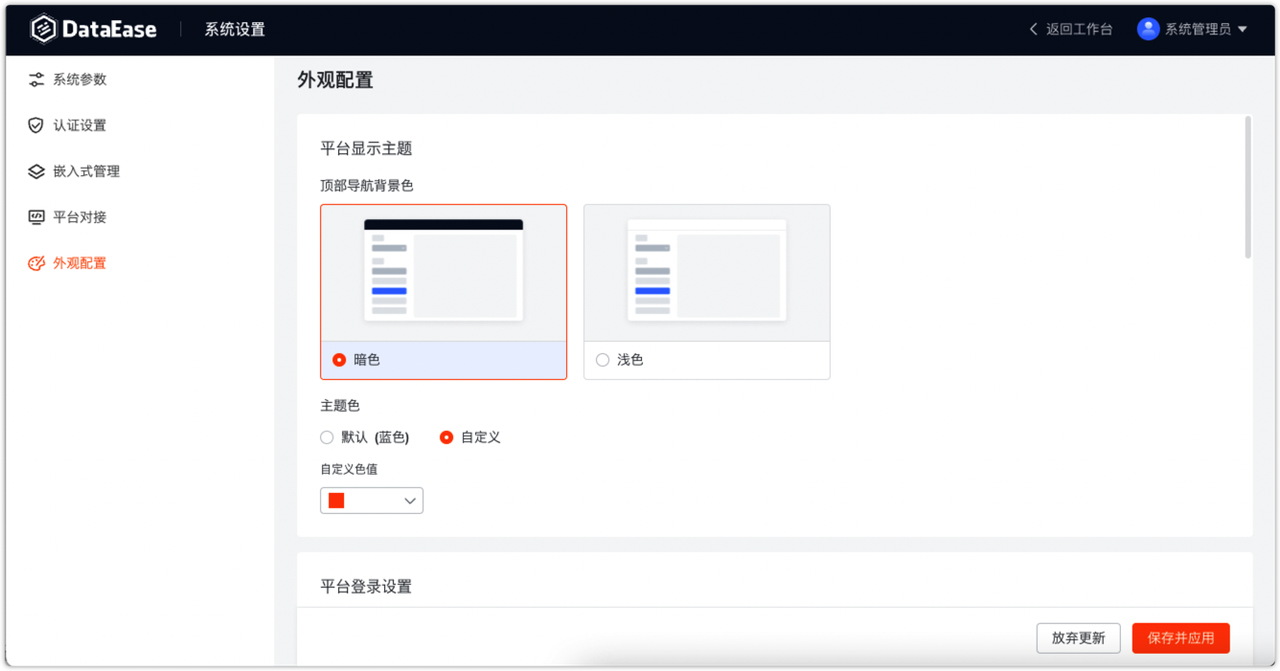 DataEase
系统设置
返回工作台
系统管理员
系统参数
认证设置
嵌入式管理
平台对接
外观配置
外观配置
平台显示主题
顶部导航背景色
暗色
浅色
主题色
默认 (蓝色)
自定义
自定义色值
平台登录设置
放弃更新
保存并应用